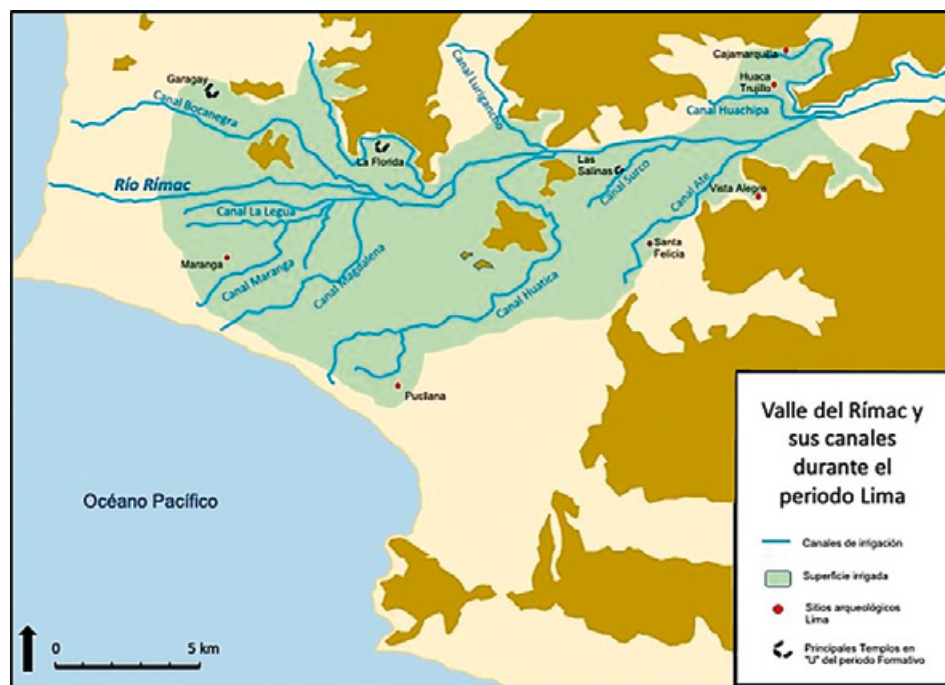 Cajamarquilla
Huaca
Trujillo
Canal Huachipa
Canal Lurigancho
Garagay
Canal Bocanegra
La Florida
Las
Salinas
Canal Surco
Canal Ate
Vista Alegre
Río Rímac
Canal La Legua
Santa
Felicia
Maranga
Canal Maranga
Canal Magdalena
Canal Huatica
Pucllana
Océano Pacífico
0 5 km
Valle del Rímac y
sus canales
durante el
periodo Lima
Canales de irrigación
Superficie irrigada
Sitios arqueológicos
Lima
Principales Templos en
"U" del periodo Formativo